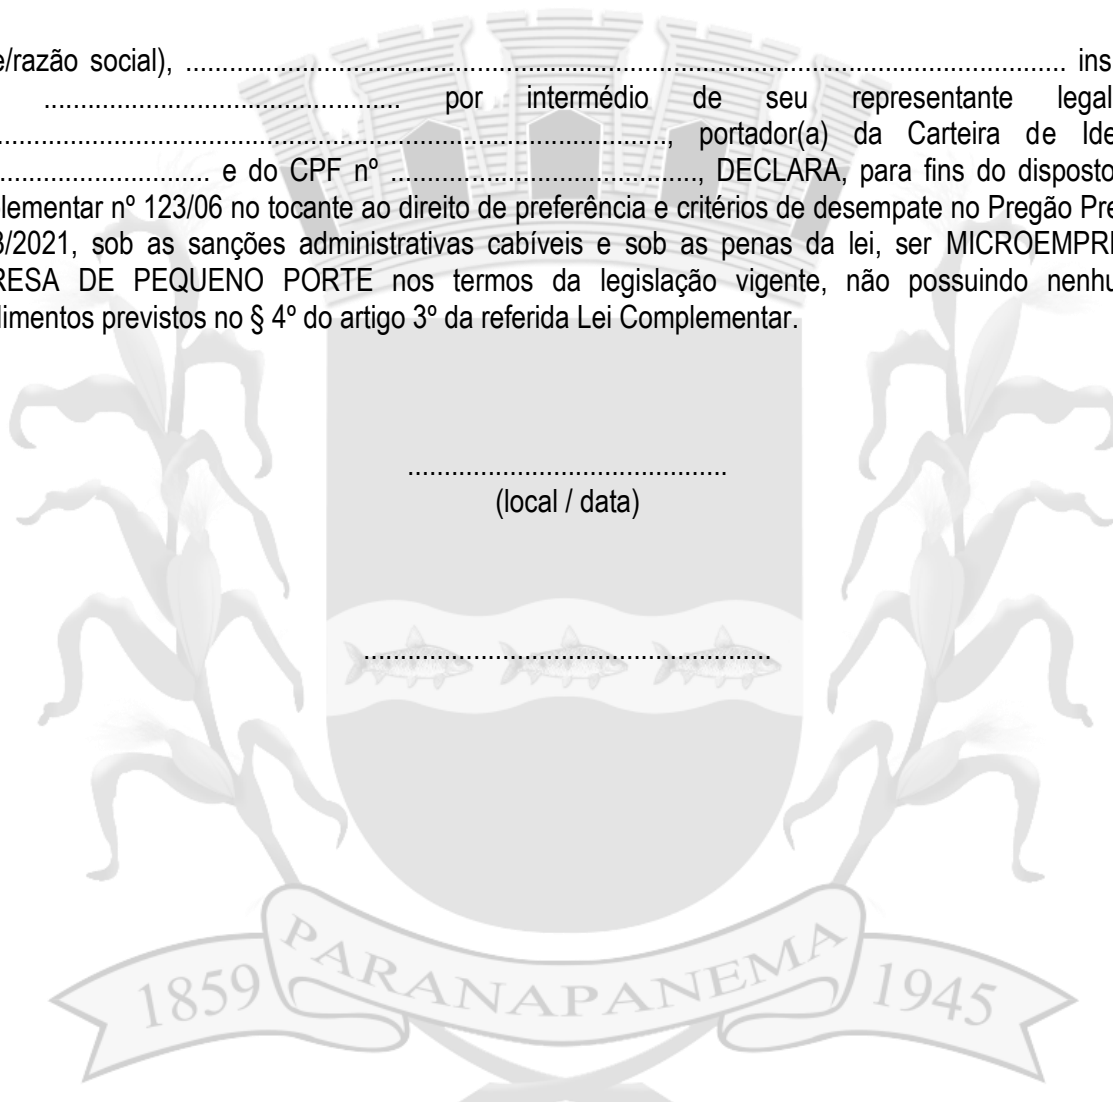 e/razão social), ........................................................................................................................ ins
................................................. por intermédio de seu representante legal
............................................................................................, portador(a) da Carteira de Ide
.............................. e do CPF nº .........................................., DECLARA, para fins do disposto
lementar nº 123/06 no tocante ao direito de preferência e critérios de desempate no Pregão Pre
3/2021, sob as sanções administrativas cabíveis e sob as penas da lei, ser MICROEMPRE
RESA DE PEQUENO PORTE nos termos da legislação vigente, não possuindo nenhu
dimentos previstos no § 4º do artigo 3º da referida Lei Complementar.
............................................
(local / data)
........................................................
1859 PARANAPANEMA 1945